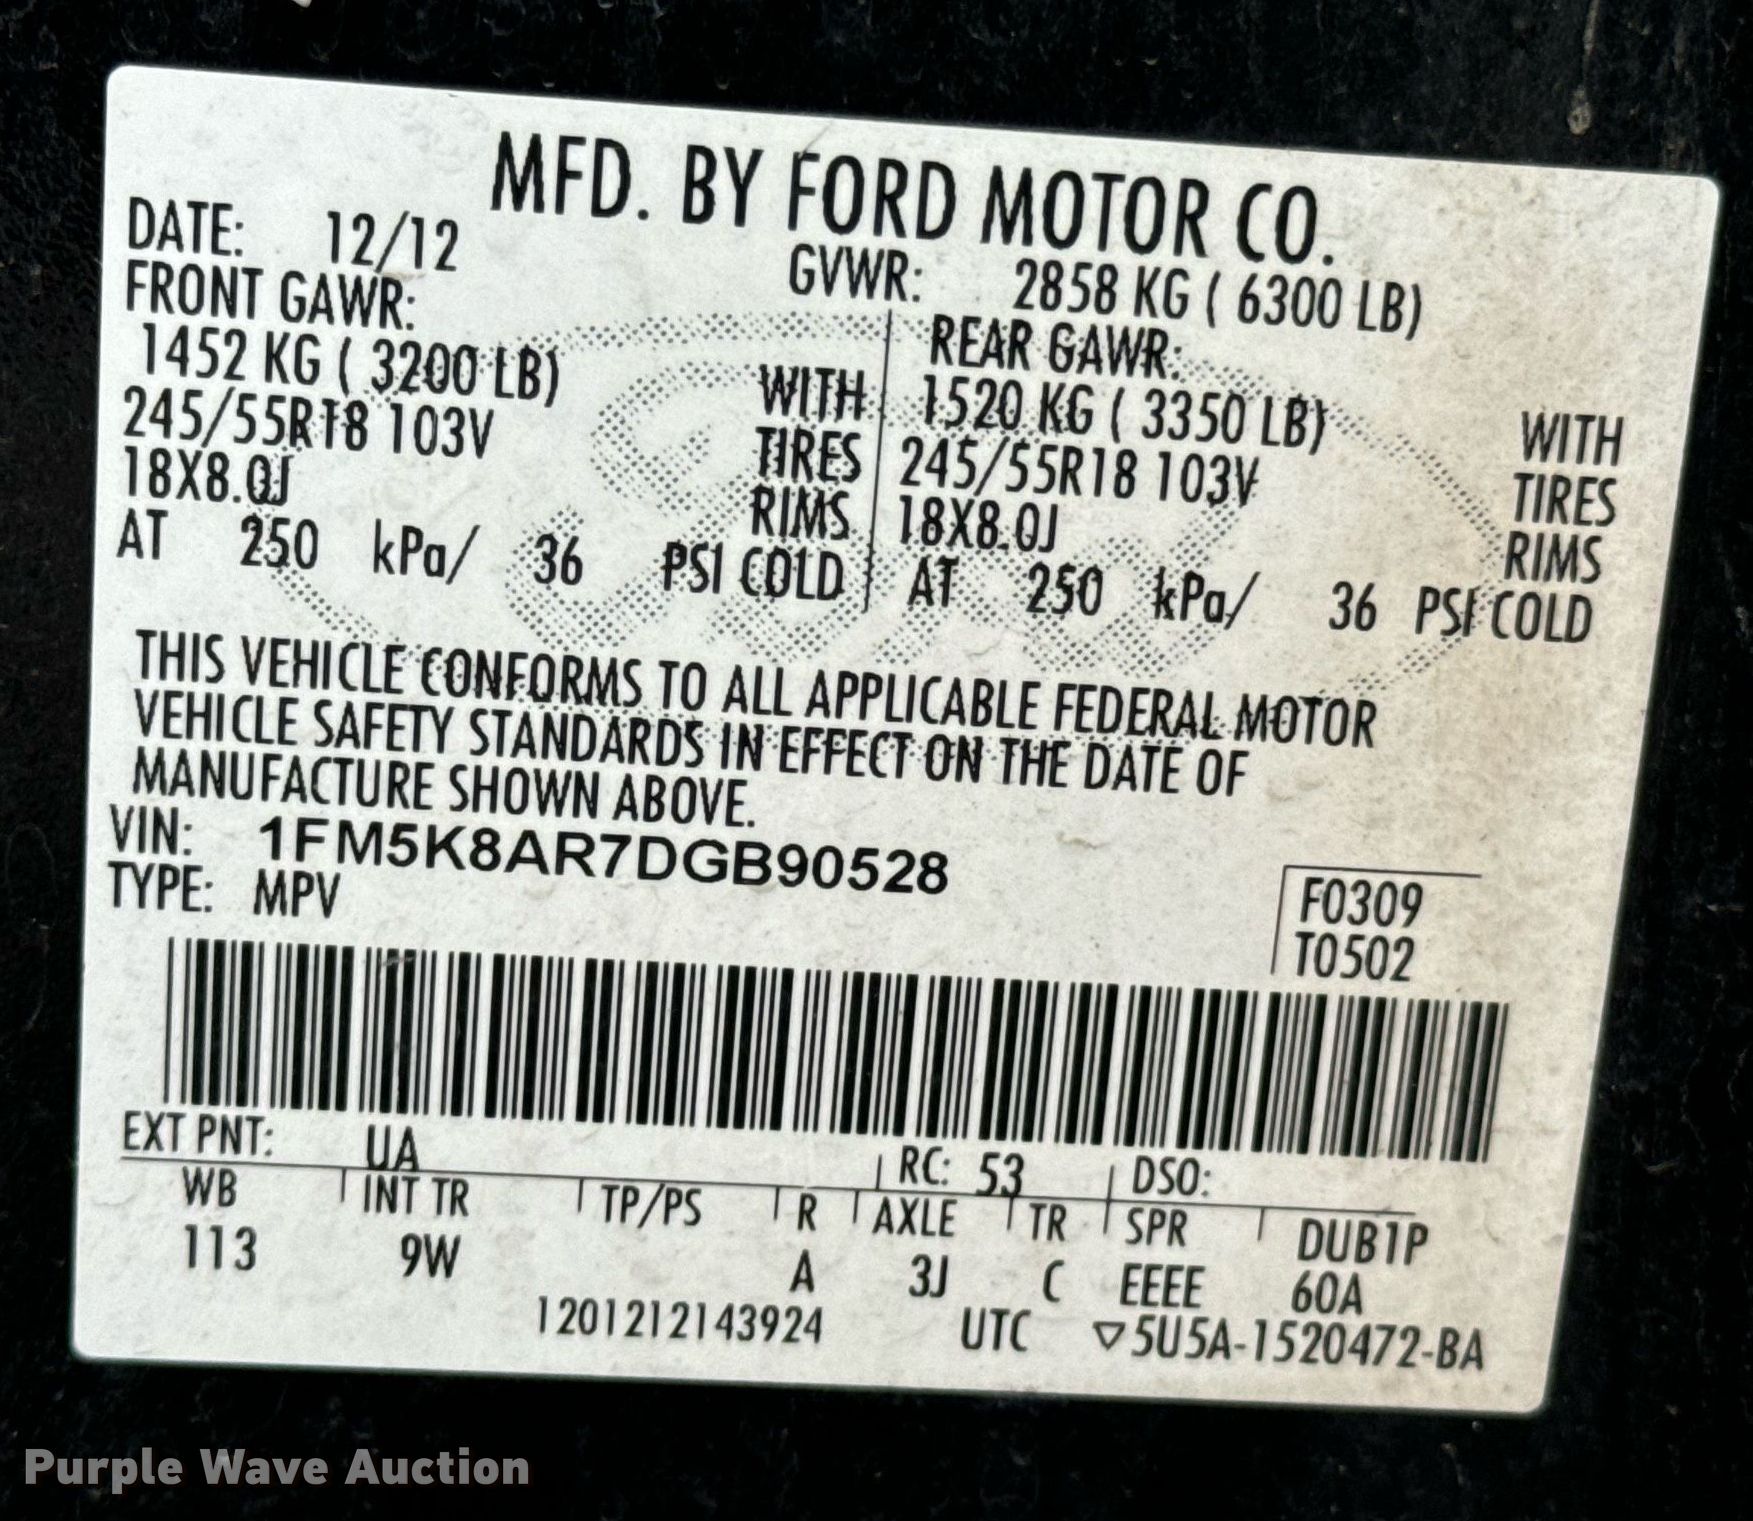 MFD. BY FORD MOTOR CO.
DATE: 12/12 GVWR: 2858 KG ( 6300 LB)
FRONT GAWR: REAR GAWR:
1452 KG ( 3200 LB) WITH 1520 KG ( 3350 LB) WITH
245/55R18 103V TIRES 245/55R18 103V TIRES
18X8.0J RIMS 18X8.0J RIMS
AT 250 kPa/ 36 PSI COLD AT 250 kPa/ 36 PSI COLD
THIS VEHICLE CONFORMS TO ALL APPLICABLE FEDERAL MOTOR
VEHICLE SAFETY STANDARDS IN EFFECT ON THE DATE OF
MANUFACTURE SHOWN ABOVE.
VIN: 1FM5K8AR7DGB90528
TYPE: MPV
F0309
T0502
EXT PNT: UA RC: 53 DSO:
WB INT TR TP/PS R AXLE TR SPR DUB1P
113 9W A 3J C EEEE 60A
1201212143924 UTC ▽5U5A-1520472-BA
Purple Wave Auction